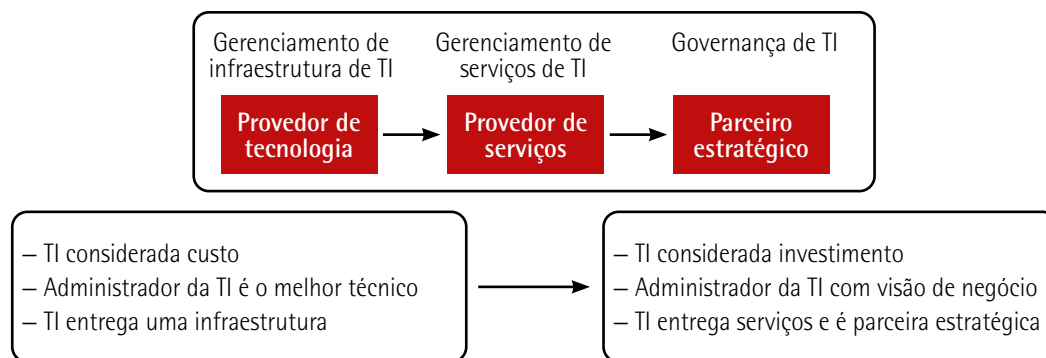 Gerenciamento de
infraestrutura de TI
Gerenciamento de
serviços de TI
Governança de TI
Provedor de
tecnologia
Provedor de
serviços
Parceiro
estratégico
– TI considerada custo
– Administrador da TI é o melhor técnico
– TI entrega uma infraestrutura
– TI considerada investimento
– Administrador da TI com visão de negócio
– TI entrega serviços e é parceira estratégica